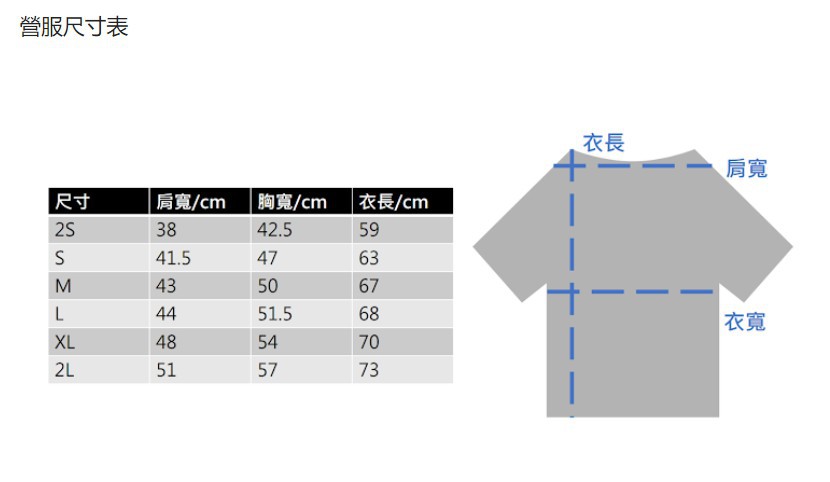 營服尺寸表
尺寸 肩寬/cm 胸寬/cm 衣長/cm
2S 38 42.5 59
S 41.5 47 63
M 43 50 67
L 44 51.5 68
XL 48 54 70
2L 51 57 73
衣長
肩寬
衣寬